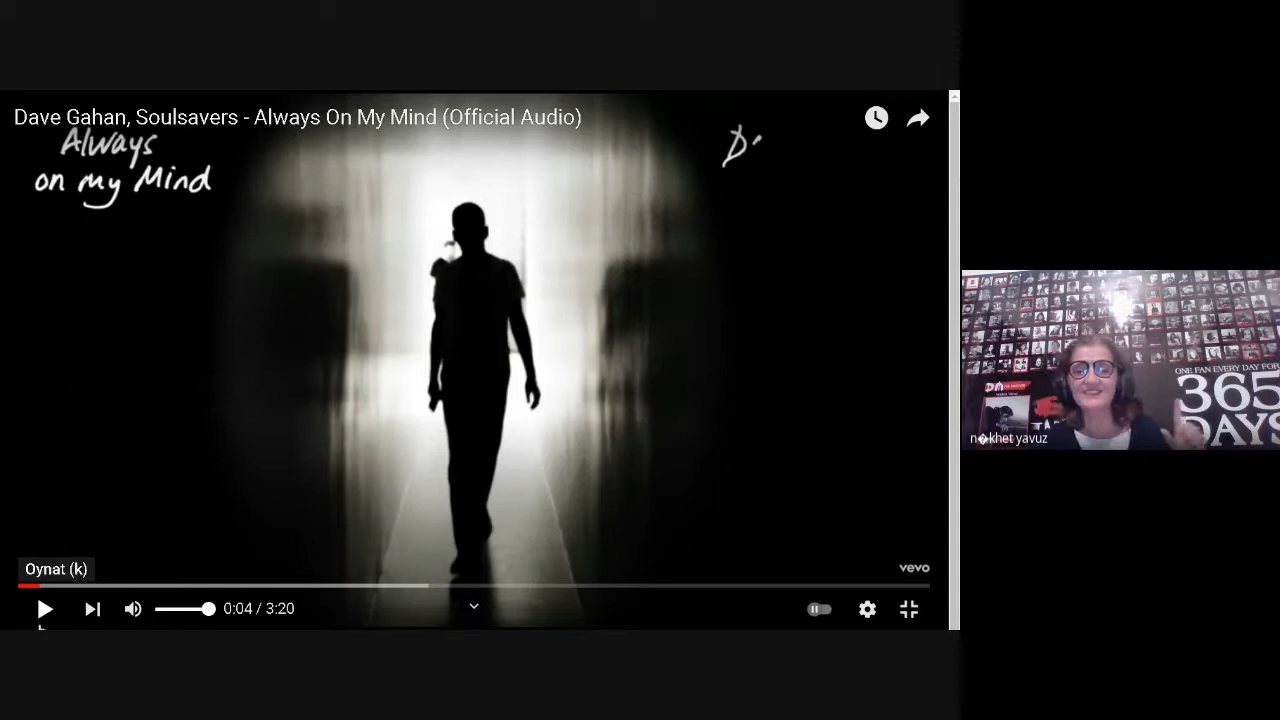 Dave Gahan, Soulsavers - Always On My Mind (Official Audio)
Always
on my Mind
D.
Oynat (k)
vevo
0:04 / 3:20
ONE FAN EVERY DAY FOR
365
DAYS
DM
n�khet yavuz